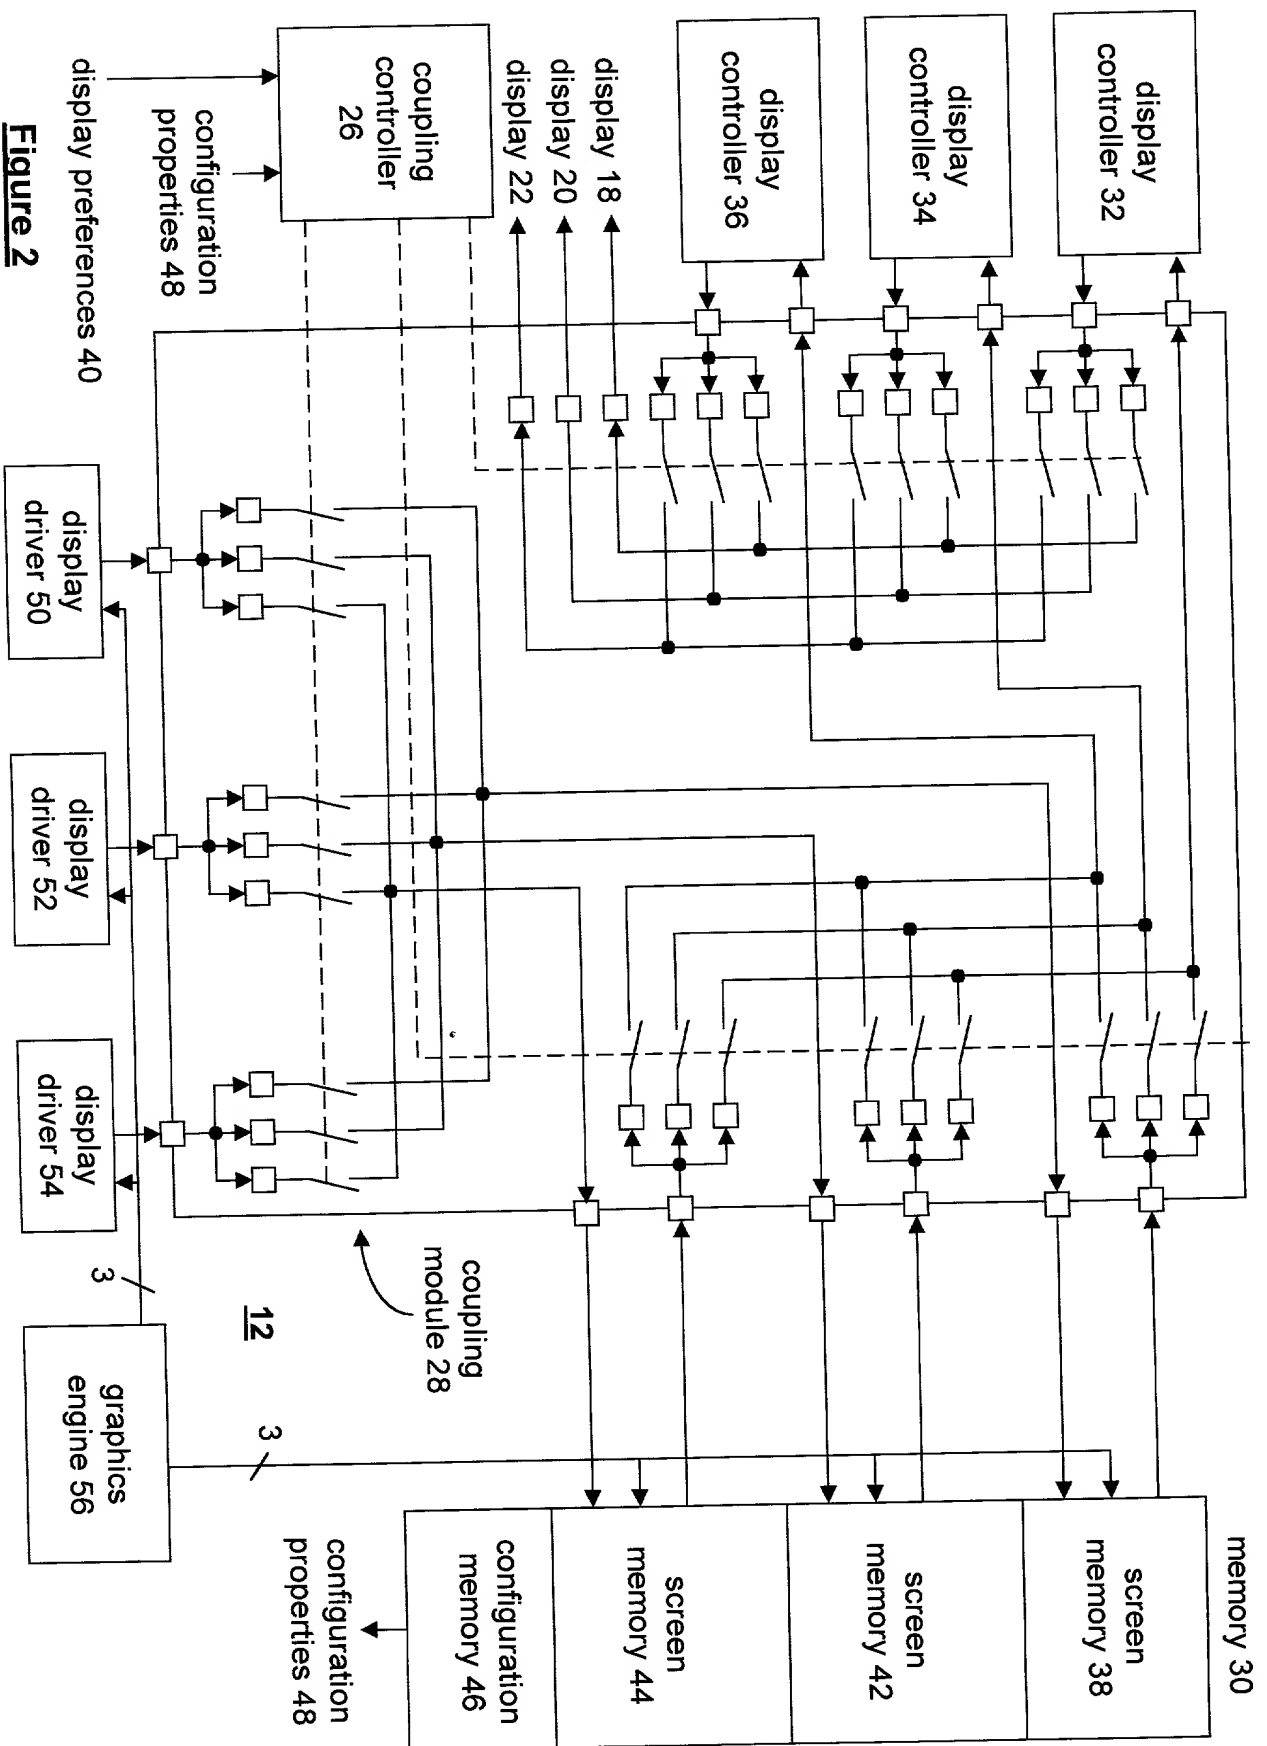 memory 30
display
controller 32
display
controller 34
display
controller 36
screen
memory 38
screen
memory 42
screen
memory 44
configuration
memory 46
configuration
properties 48
display 18
display 20
display 22
coupling
controller
26
configuration
properties 48
display preferences 40
coupling
module 28
12
3
3
display
driver 50
display
driver 52
display
driver 54
graphics
engine 56
Figure 2